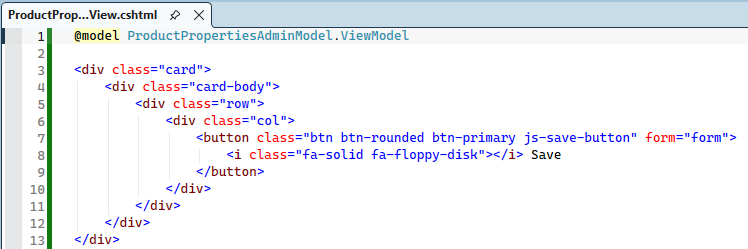 ProductProp...View.cshtml
1 @model ProductPropertiesAdminModel.ViewModel
2
3 <div class="card">
4     <div class="card-body">
5         <div class="row">
6             <div class="col">
7                 <button class="btn btn-rounded btn-primary js-save-button" form="form">
8                     <i class="fa-solid fa-floppy-disk"></i> Save
9                 </button>
10             </div>
11         </div>
12     </div>
13 </div>